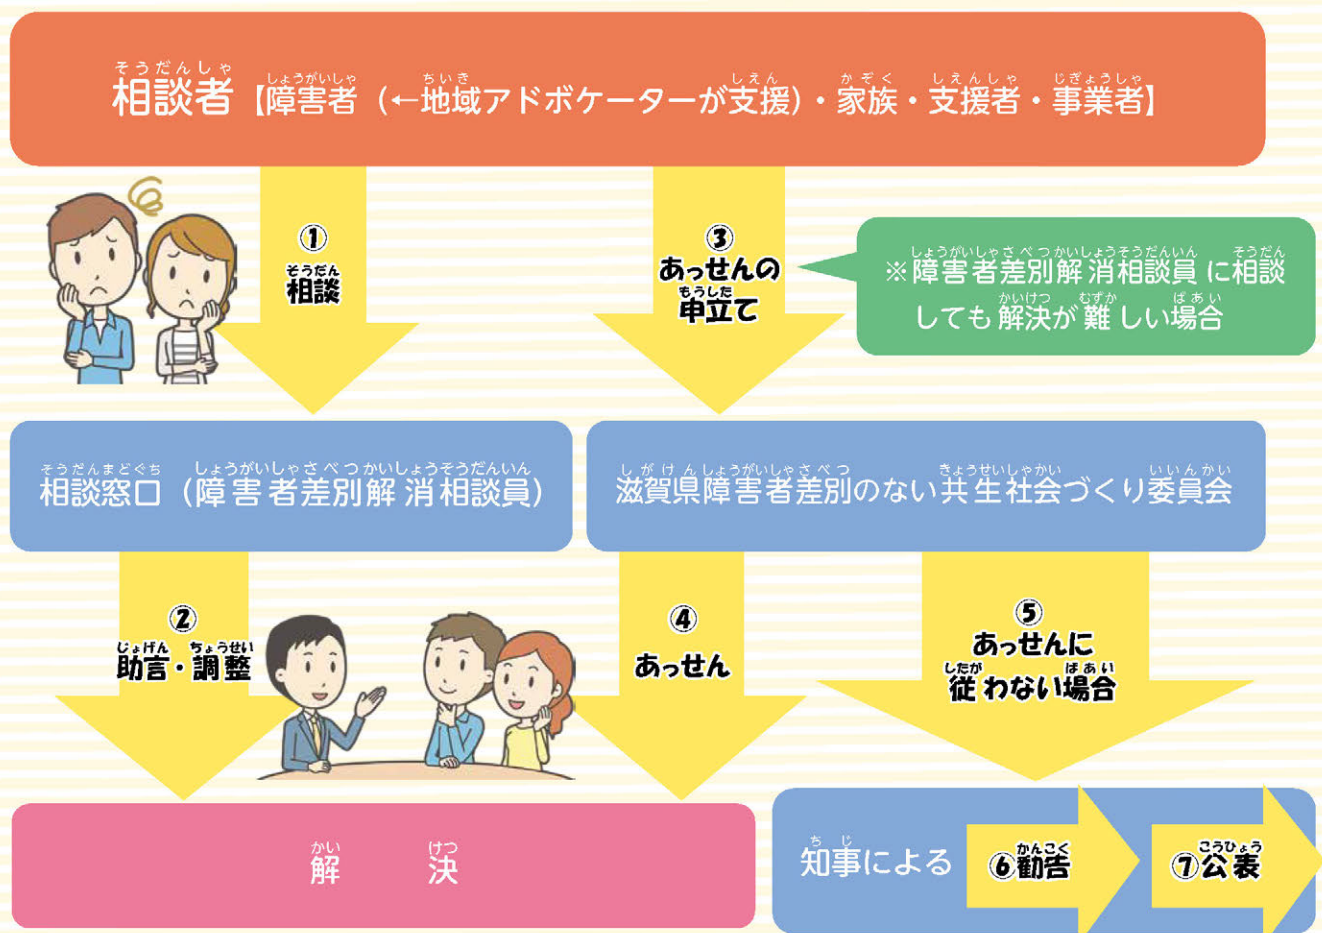 そうだんしゃ しょうがいしゃ ちいき しえん かぞく しえんしゃ じぎょうしゃ
相談者【障害者（←地域アドボケーターが支援）・家族・支援者・事業者】
①
そうだん
相談
③
あっせんの
もうした
申立て
しょうがいしゃさべつかいしょうそうだんいん そうだん
※障害者差別解消相談員に相談
かいけつ むずか ばあい
しても解決が難しい場合
そうだんまどぐち しょうがいしゃさべつかいしょうそうだんいん
相談窓口（障害者差別解消相談員）
しがけんしょうがいしゃさべつ きょうせいしゃかい いいんかい
滋賀県障害者差別のない共生社会づくり委員会
②
じょげん ちょうせい
助言・調整
④
あっせん
⑤
あっせんに
したが ばあい
従わない場合
かい けつ
解 決
ちじ
知事による
かんこく
⑥勧告
こうひょう
⑦公表